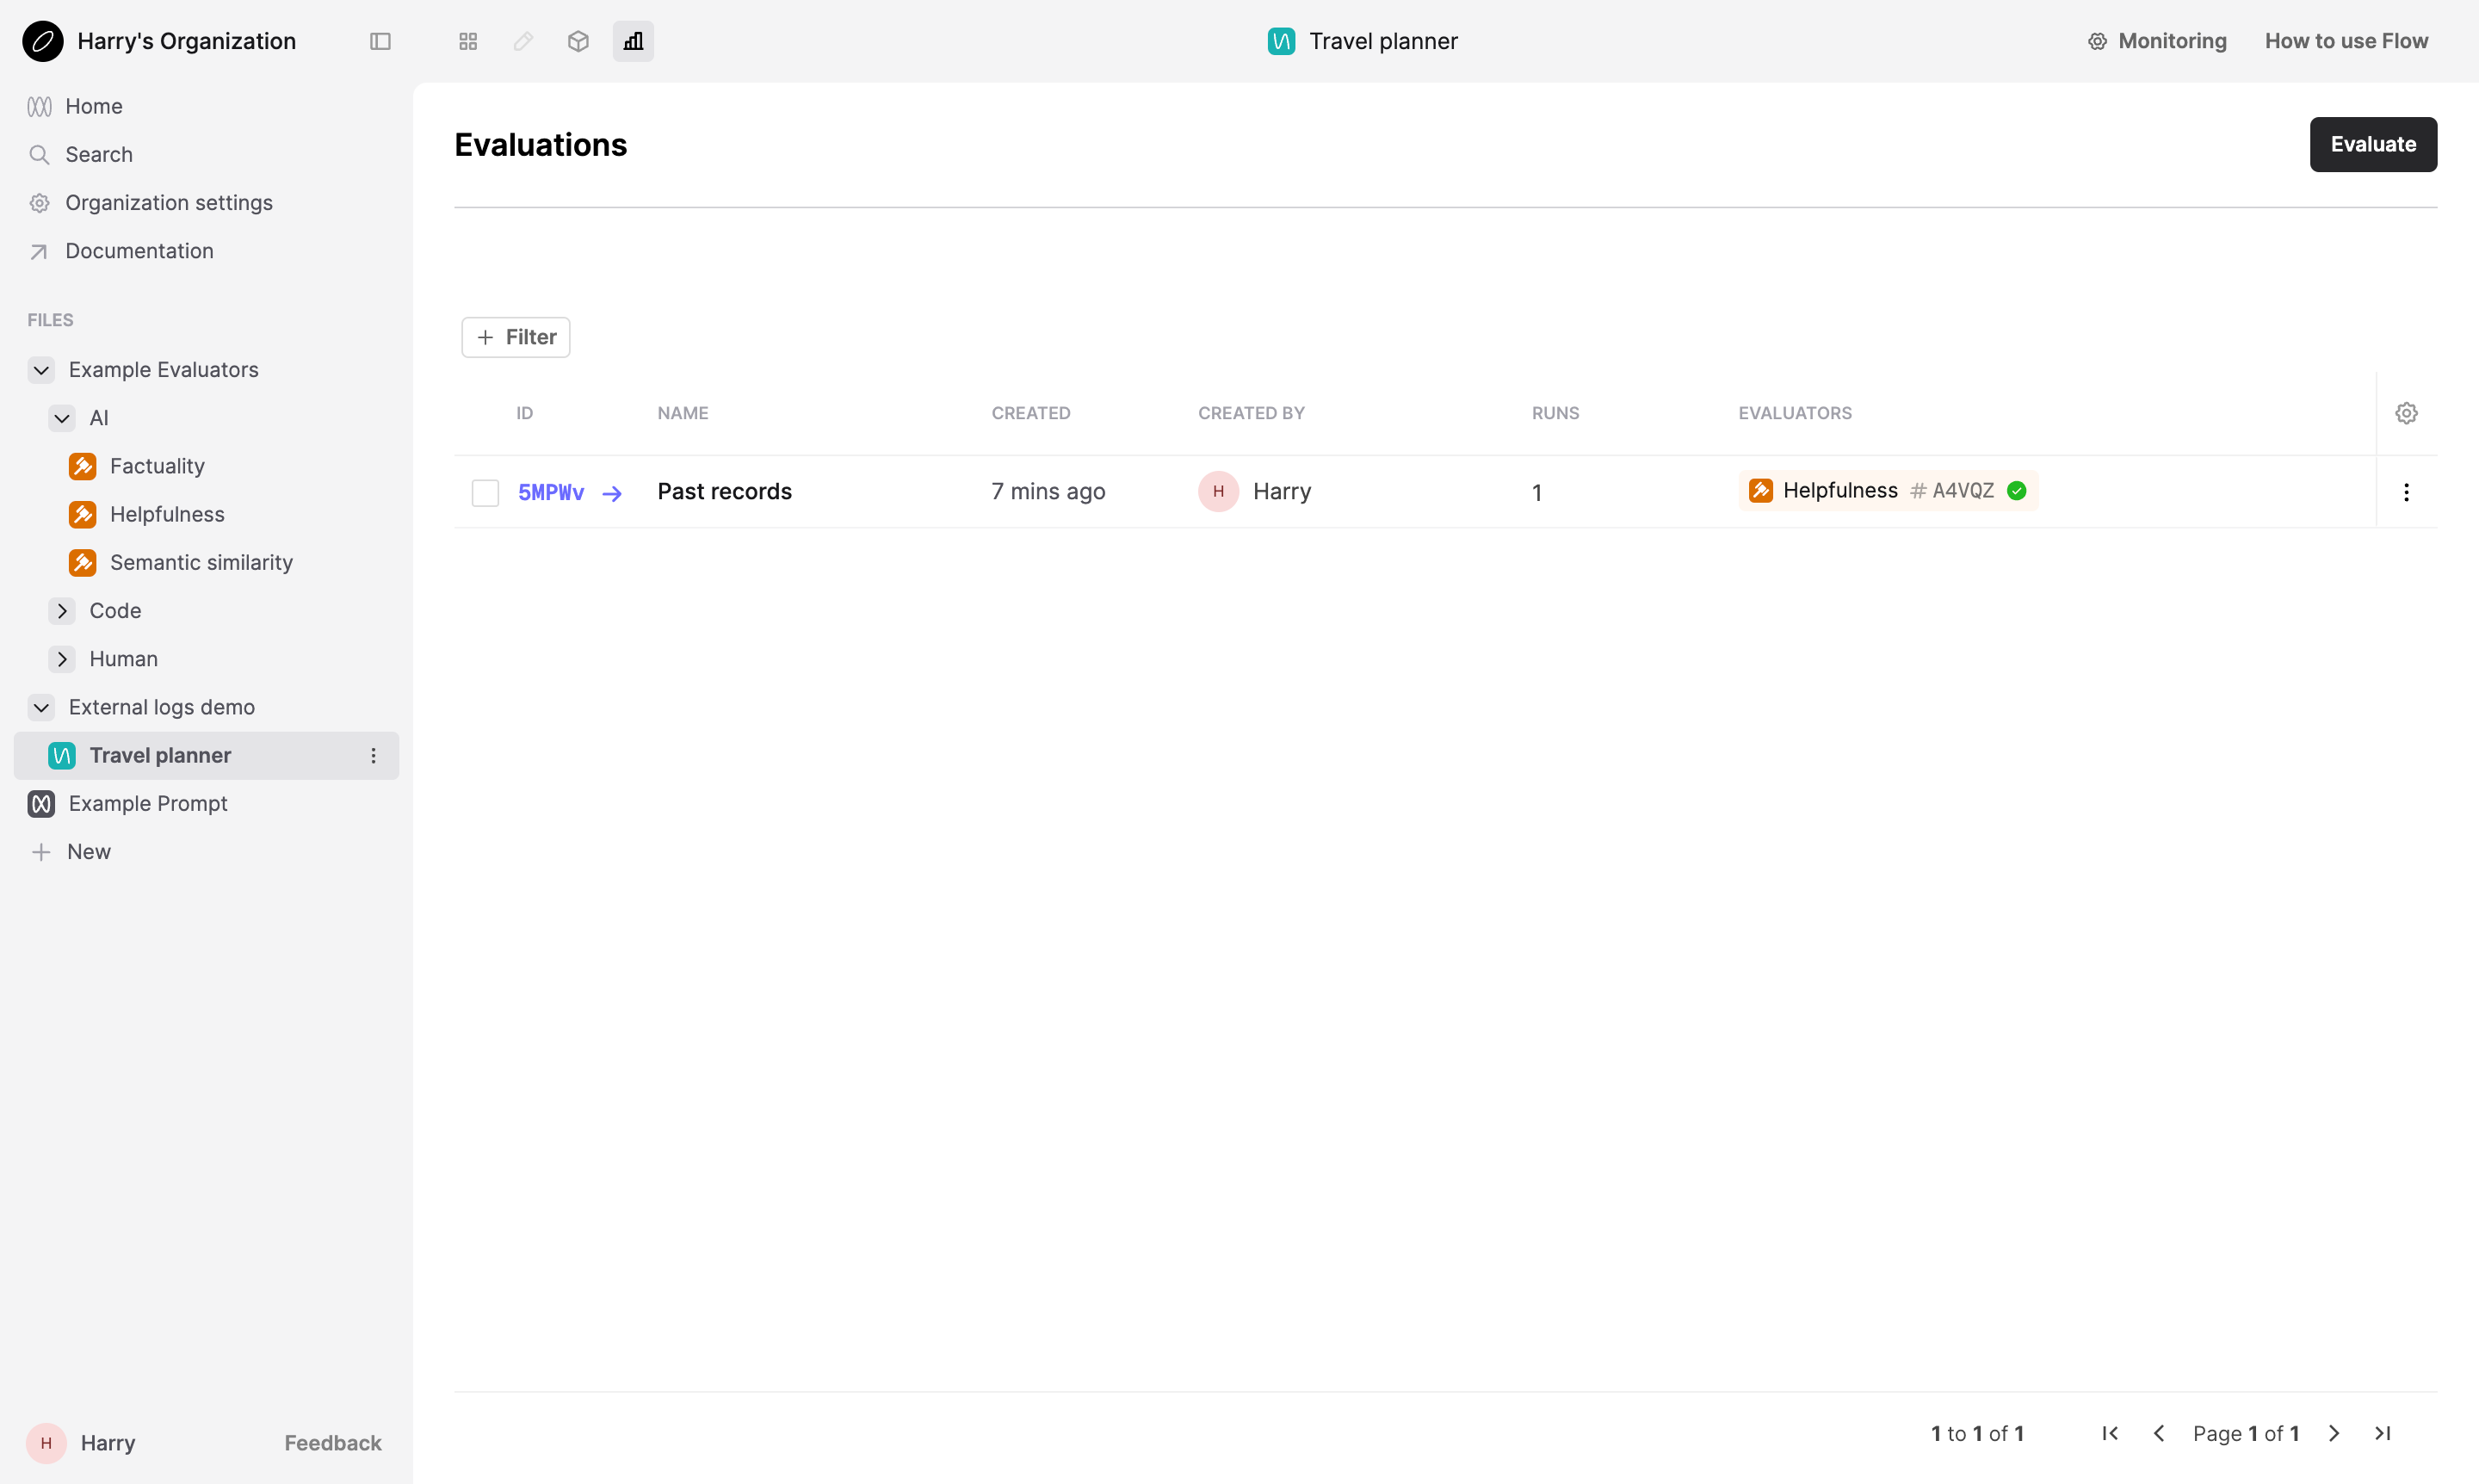 Harry's Organization
Travel planner
Monitoring
How to use Flow
Home
Search
Organization settings
Documentation
FILES
Example Evaluators
AI
Factuality
Helpfulness
Semantic similarity
Code
Human
External logs demo
Travel planner
Example Prompt
New
H Harry
Feedback
Evaluations
Evaluate
Filter
ID NAME CREATED CREATED BY RUNS EVALUATORS
5MPWv → Past records 7 mins ago H Harry 1 Helpfulness # A4VQZ
1 to 1 of 1
Page 1 of 1